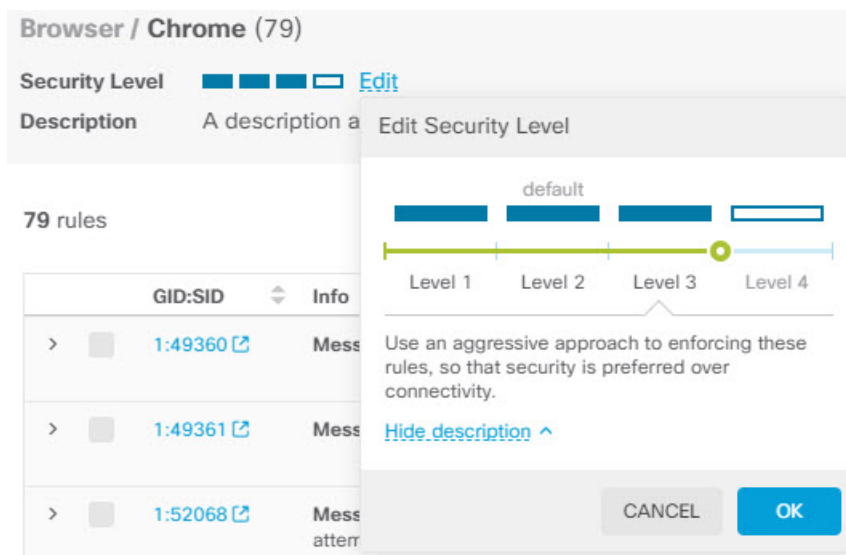 Browser / Chrome (79)
Security Level Edit
Description A description a
Edit Security Level
default
Level 1 Level 2 Level 3 Level 4
Use an aggressive approach to enforcing these
rules, so that security is preferred over
connectivity.
Hide description
CANCEL OK
79 rules
GID:SID Info
1:49360 Mess
1:49361 Mess
1:52068 Mess
attem